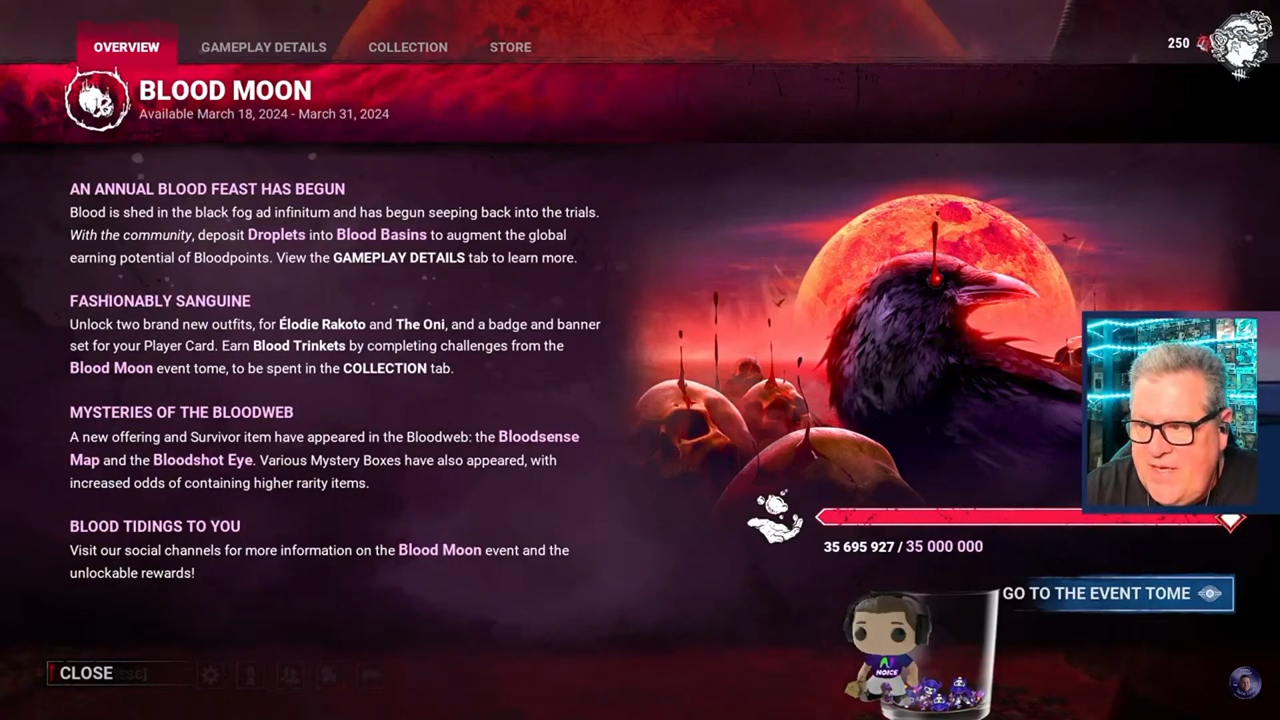 OVERVIEW
GAMEPLAY DETAILS
COLLECTION
STORE
250
BLOOD MOON
Available March 18, 2024 - March 31, 2024
AN ANNUAL BLOOD FEAST HAS BEGUN
Blood is shed in the black fog ad infinitum and has begun seeping back into the trials.
With the community, deposit Droplets into Blood Basins to augment the global
earning potential of Bloodpoints. View the GAMEPLAY DETAILS tab to learn more.
FASHIONABLY SANGUINE
Unlock two brand new outfits, for Élodie Rakoto and The Oni, and a badge and banner
set for your Player Card. Earn Blood Trinkets by completing challenges from the
Blood Moon event tome, to be spent in the COLLECTION tab.
MYSTERIES OF THE BLOODWEB
A new offering and Survivor item have appeared in the Bloodweb: the Bloodsense
Map and the Bloodshot Eye. Various Mystery Boxes have also appeared, with
increased odds of containing higher rarity items.
BLOOD TIDINGS TO YOU
Visit our social channels for more information on the Blood Moon event and the
unlockable rewards!
35 695 927 / 35 000 000
GO TO THE EVENT TOME
NOICE
CLOSE